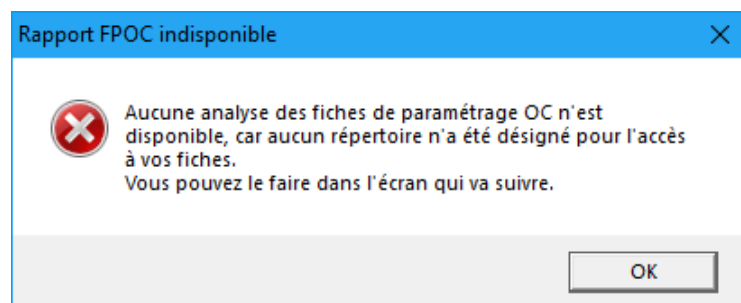 Rapport FPOC indisponible
Aucune analyse des fiches de paramétrage OC n'est
disponible, car aucun répertoire n'a été désigné pour l'accès
à vos fiches.
Vous pouvez le faire dans l'écran qui va suivre.
OK